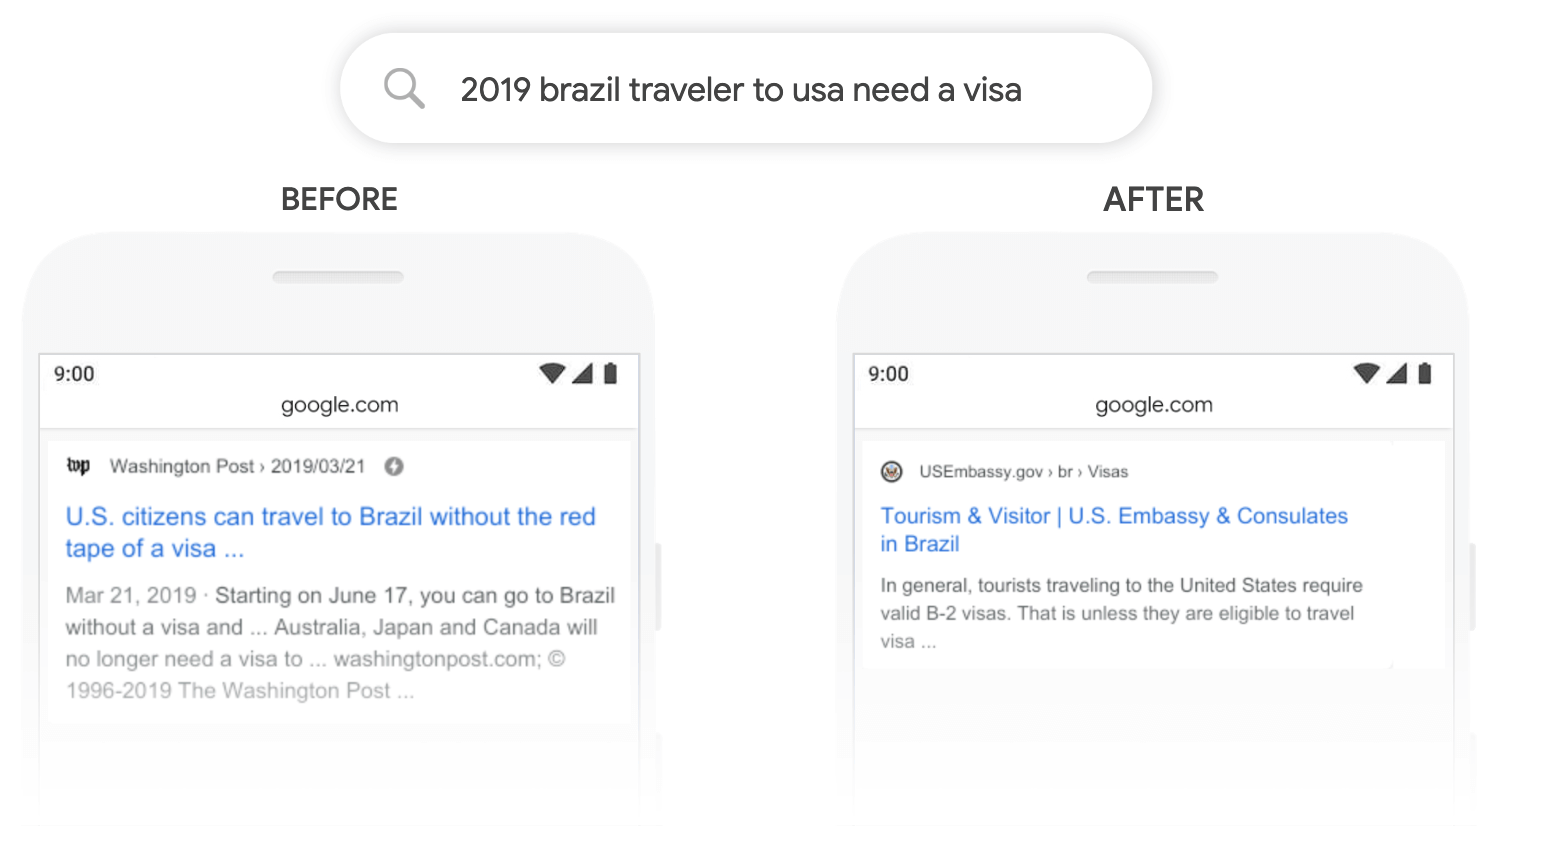 2019 brazil traveler to usa need a visa
BEFORE
9:00
google.com
wp Washington Post › 2019/03/21
U.S. citizens can travel to Brazil without the red
tape of a visa ...
Mar 21, 2019 · Starting on June 17, you can go to Brazil
without a visa and ... Australia, Japan and Canada will
no longer need a visa to ... washingtonpost.com; ©
1996-2019 The Washington Post ...
AFTER
9:00
google.com
USEmbassy.gov › br › Visas
Tourism & Visitor | U.S. Embassy & Consulates
in Brazil
In general, tourists traveling to the United States require
valid B-2 visas. That is unless they are eligible to travel
visa ...